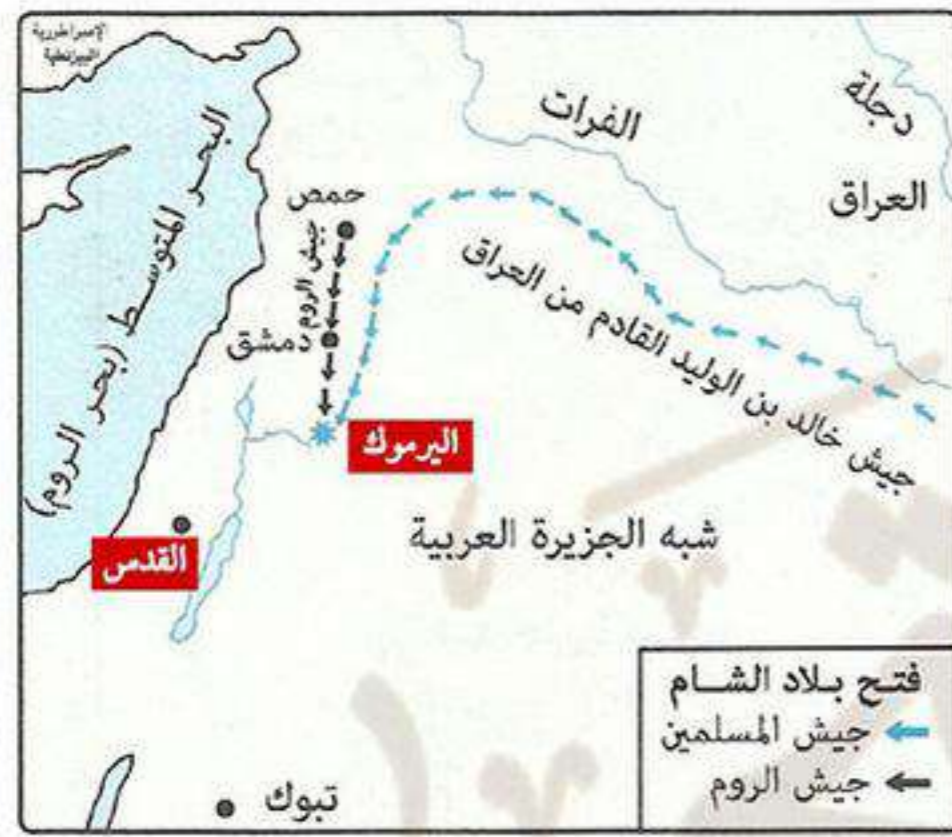 الإمبراطورية
البيزنطية
البحر المتوسط (بحر الروم)
الفرات
دجلة
العراق
حمص
جيش الروم
دمشق
جيش خالد بن الوليد القادم من العراق
اليرموك
القدس
شبه الجزيرة العربية
تبوك
فتح بلاد الشام
جيش المسلمين
جيش الروم